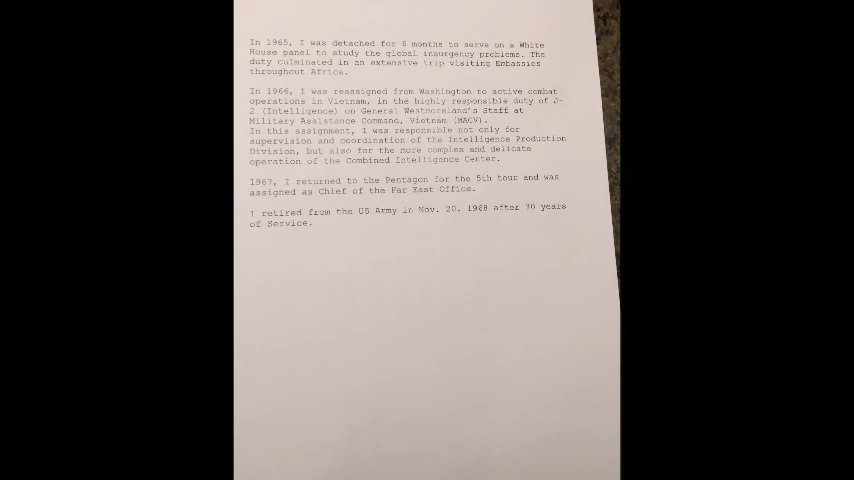 In 1965, I was detached for 6 months to serve on a White
House panel to study the global insurgency problems. The
duty culminated in an extensive trip visiting Embassies
throughout Africa.
In 1966, I was reassigned from Washington to active combat
operations in Vietnam, in the highly responsible duty of J-
2 (Intelligence) on General Westmoreland's Staff at
Military Assistance Command, Vietnam (MACV).
In this assignment, I was responsible not only for
supervision and coordination of the Intelligence Production
Division, but also for the more complex and delicate
operation of the Combined Intelligence Center.
1967, I returned to the Pentagon for the 5th tour and was
assigned as Chief of the Far East Office.
I retired from the US Army in Nov. 20. 1968 after 30 years
of Service.